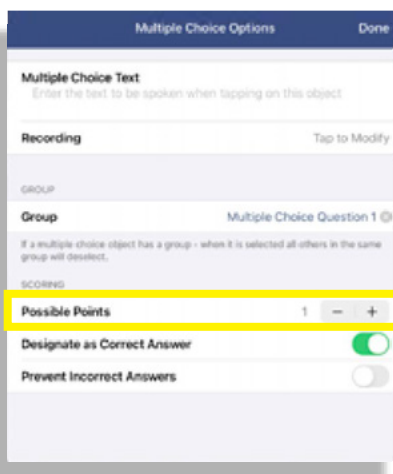 Multiple Choice Options Done
Multiple Choice Text
Enter the text to be spoken when tapping on this object
Recording Tap to Modify
GROUP
Group Multiple Choice Question 1
If a multiple choice object has a group - when it is selected all others in the same
group will deselect.
SCORING
Possible Points 1 - +
Designate as Correct Answer
Prevent Incorrect Answers